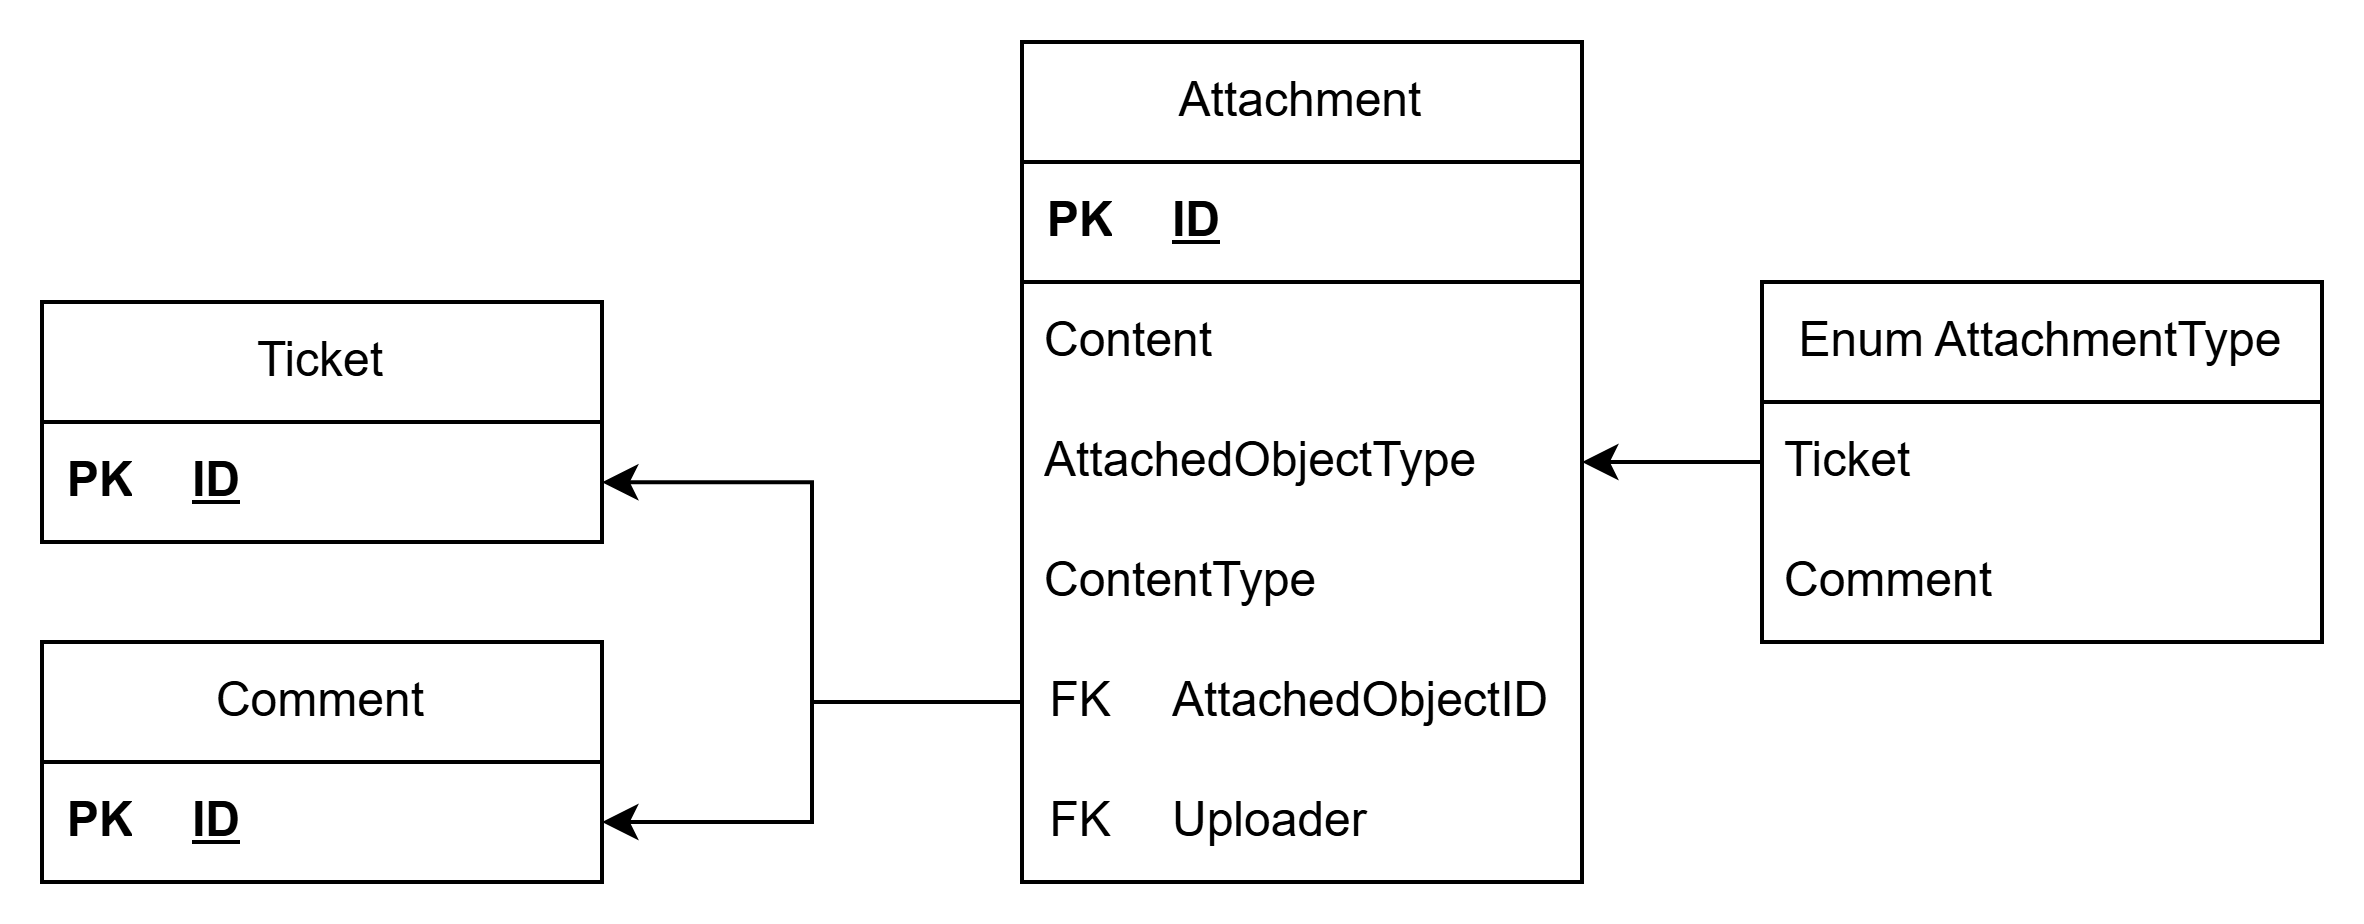 Attachment
PK ID
Content
AttachedObjectType
ContentType
FK AttachedObjectID
FK Uploader
Ticket
PK ID
Comment
PK ID
Enum AttachmentType
Ticket
Comment